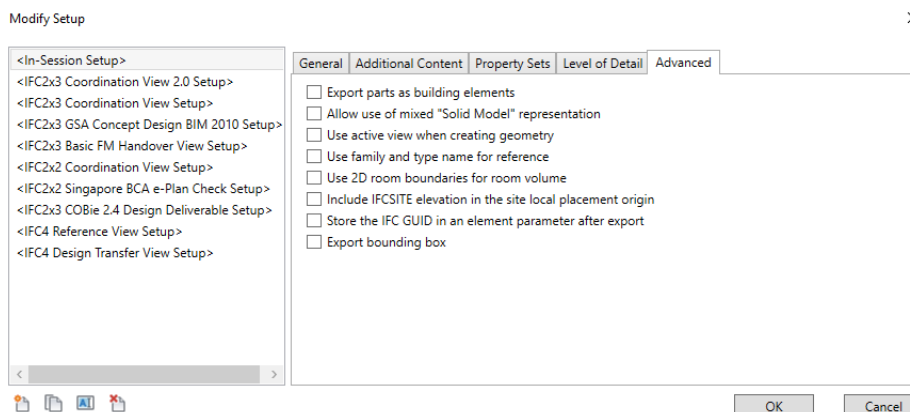 Modify Setup
<In-Session Setup>
<IFC2x3 Coordination View 2.0 Setup>
<IFC2x3 Coordination View Setup>
<IFC2x3 GSA Concept Design BIM 2010 Setup>
<IFC2x3 Basic FM Handover View Setup>
<IFC2x2 Coordination View Setup>
<IFC2x2 Singapore BCA e-Plan Check Setup>
<IFC2x3 COBie 2.4 Design Deliverable Setup>
<IFC4 Reference View Setup>
<IFC4 Design Transfer View Setup>
General Additional Content Property Sets Level of Detail Advanced
Export parts as building elements
Allow use of mixed "Solid Model" representation
Use active view when creating geometry
Use family and type name for reference
Use 2D room boundaries for room volume
Include IFCSITE elevation in the site local placement origin
Store the IFC GUID in an element parameter after export
Export bounding box
OK Cancel